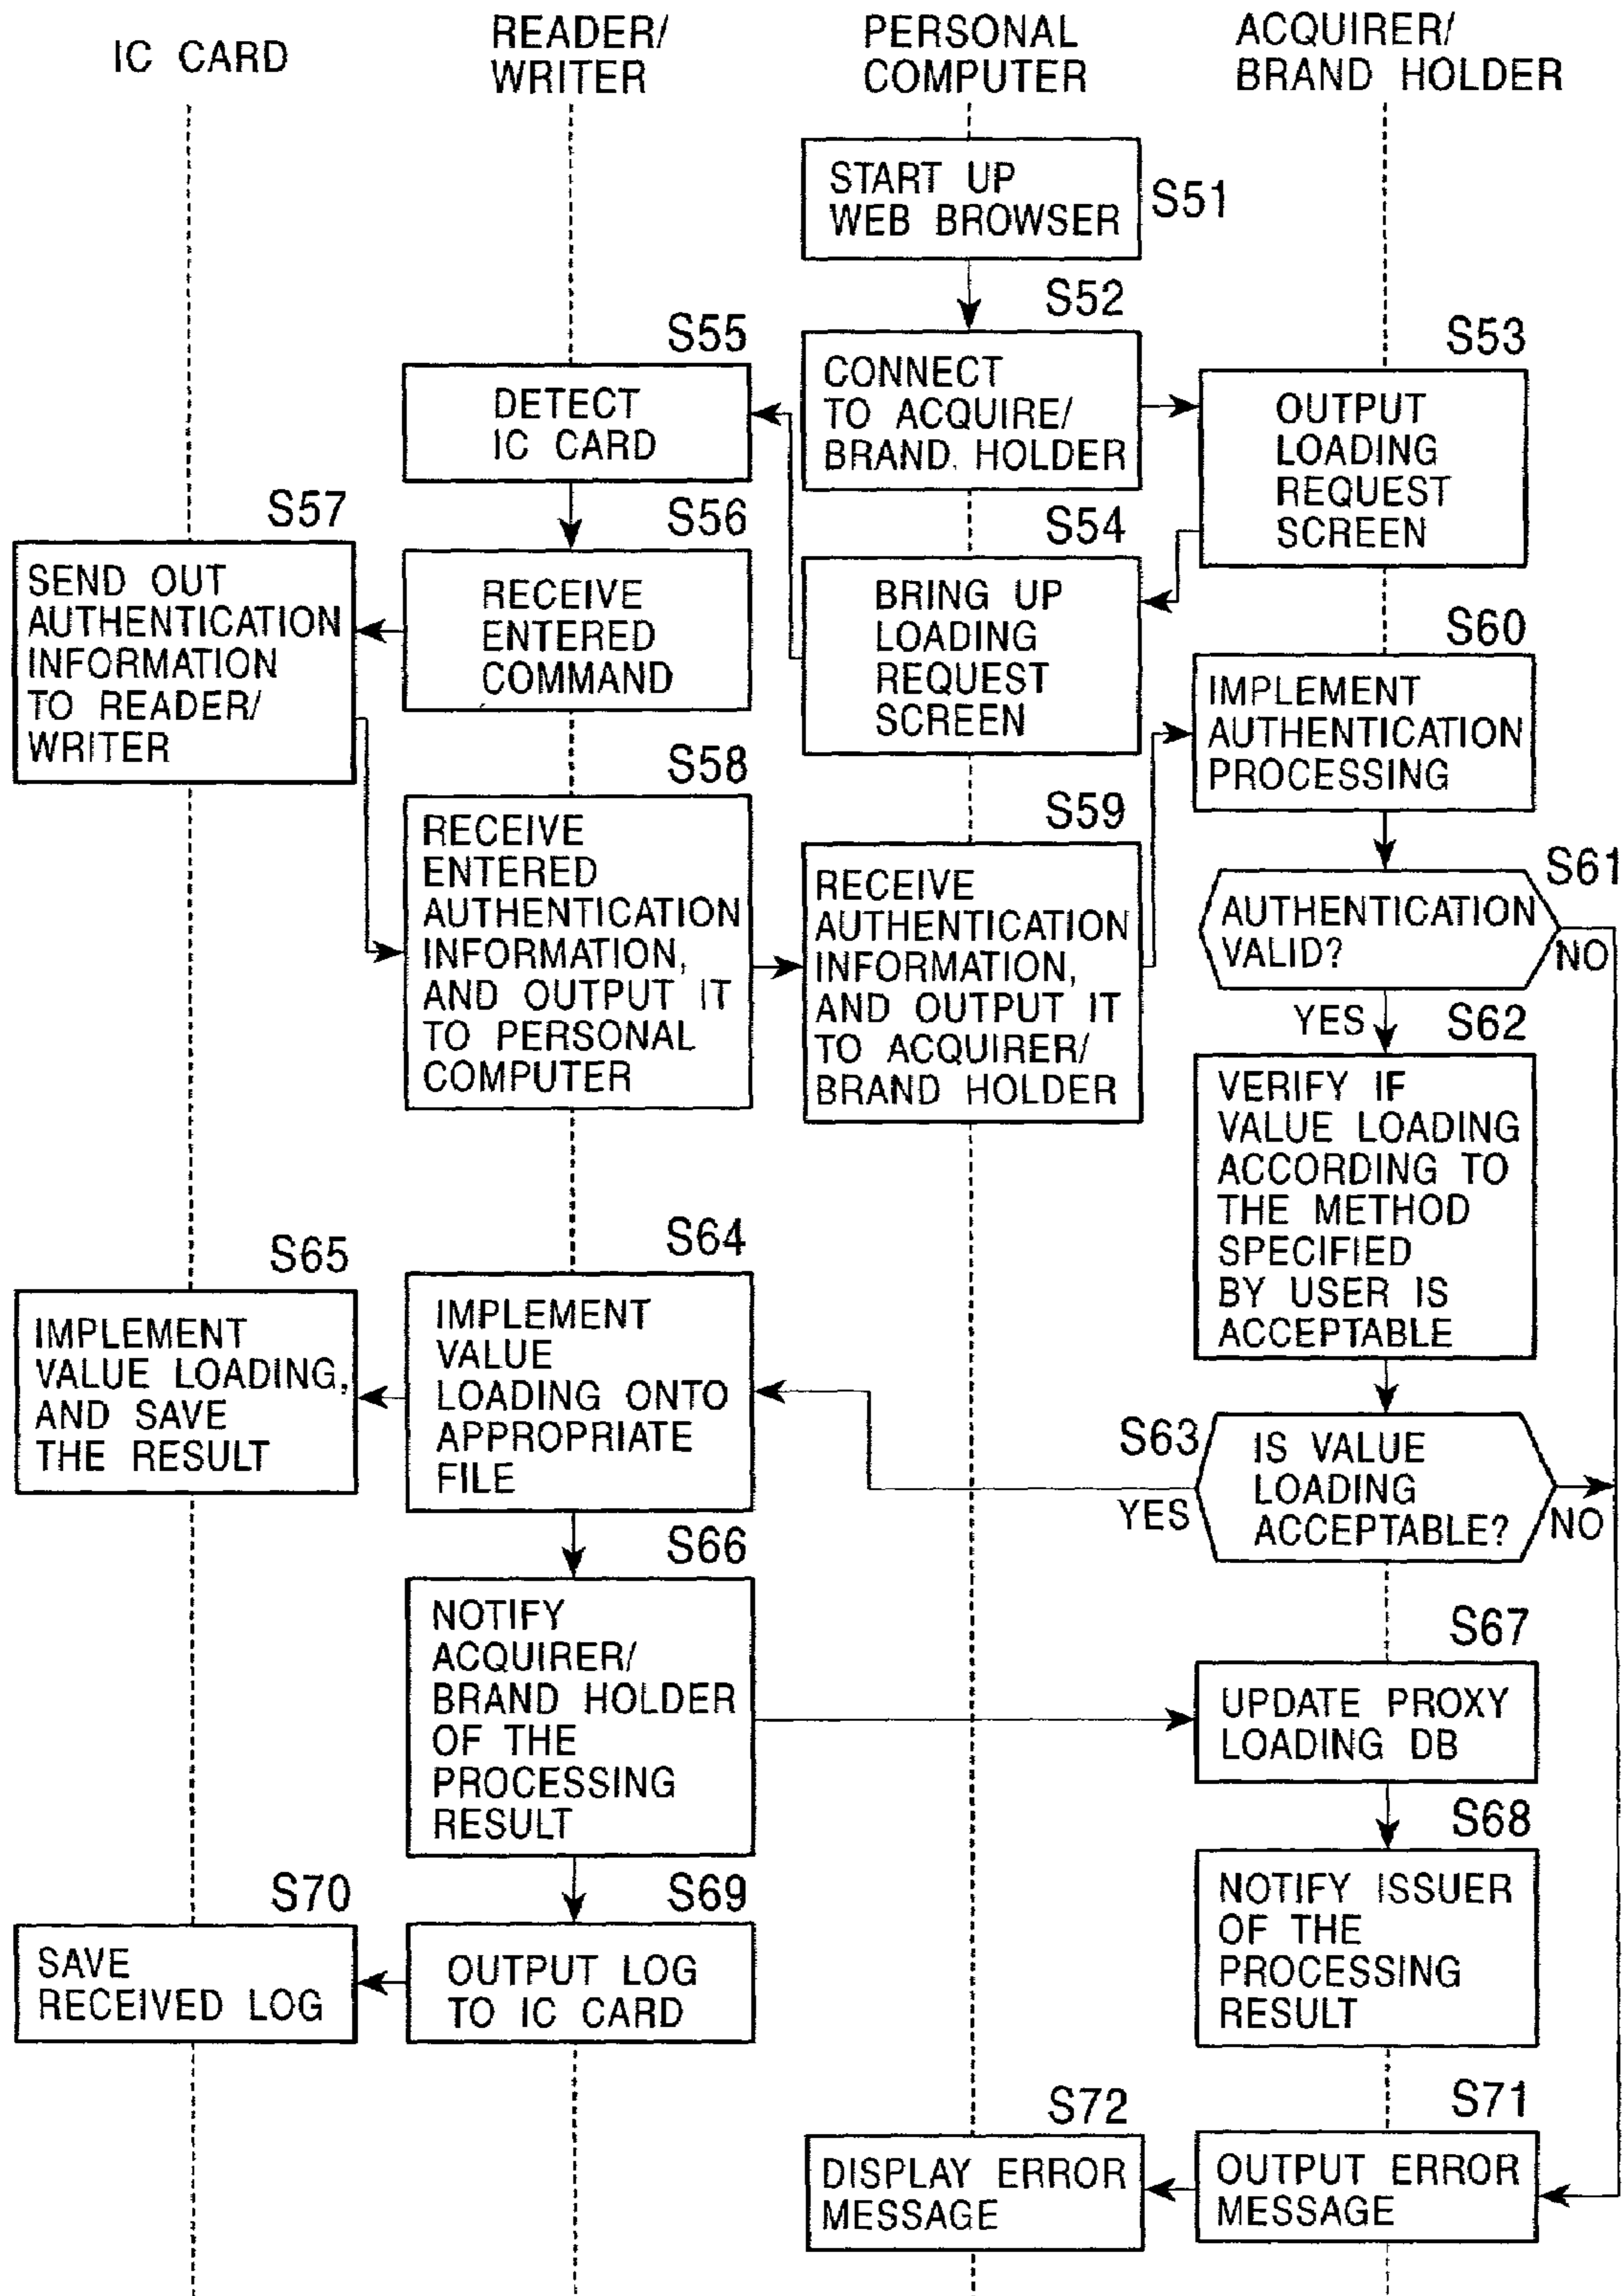 IC CARD
READER/
WRITER
PERSONAL
COMPUTER
ACQUIRER/
BRAND HOLDER
START UP
WEB BROWSER
S51
S52
CONNECT
TO ACQUIRE/
BRAND HOLDER
S53
OUTPUT
LOADING
REQUEST
SCREEN
S54
BRING UP
LOADING
REQUEST
SCREEN
S55
DETECT
IC CARD
S56
RECEIVE
ENTERED
COMMAND
S57
SEND OUT
AUTHENTICATION
INFORMATION
TO READER/
WRITER
S58
RECEIVE
ENTERED
AUTHENTICATION
INFORMATION,
AND OUTPUT IT
TO PERSONAL
COMPUTER
S59
RECEIVE
AUTHENTICATION
INFORMATION,
AND OUTPUT IT
TO ACQUIRER/
BRAND HOLDER
S60
IMPLEMENT
AUTHENTICATION
PROCESSING
S61
AUTHENTICATION
VALID?
NO
YES
S62
VERIFY IF
VALUE LOADING
ACCORDING TO
THE METHOD
SPECIFIED
BY USER IS
ACCEPTABLE
S63
IS VALUE
LOADING
ACCEPTABLE?
YES
NO
S64
IMPLEMENT
VALUE
LOADING ONTO
APPROPRIATE
FILE
S65
IMPLEMENT
VALUE LOADING,
AND SAVE
THE RESULT
S66
NOTIFY
ACQUIRER/
BRAND HOLDER
OF THE
PROCESSING
RESULT
S67
UPDATE PROXY
LOADING DB
S68
NOTIFY ISSUER
OF THE
PROCESSING
RESULT
S69
OUTPUT LOG
TO IC CARD
S70
SAVE
RECEIVED LOG
S71
OUTPUT ERROR
MESSAGE
S72
DISPLAY ERROR
MESSAGE